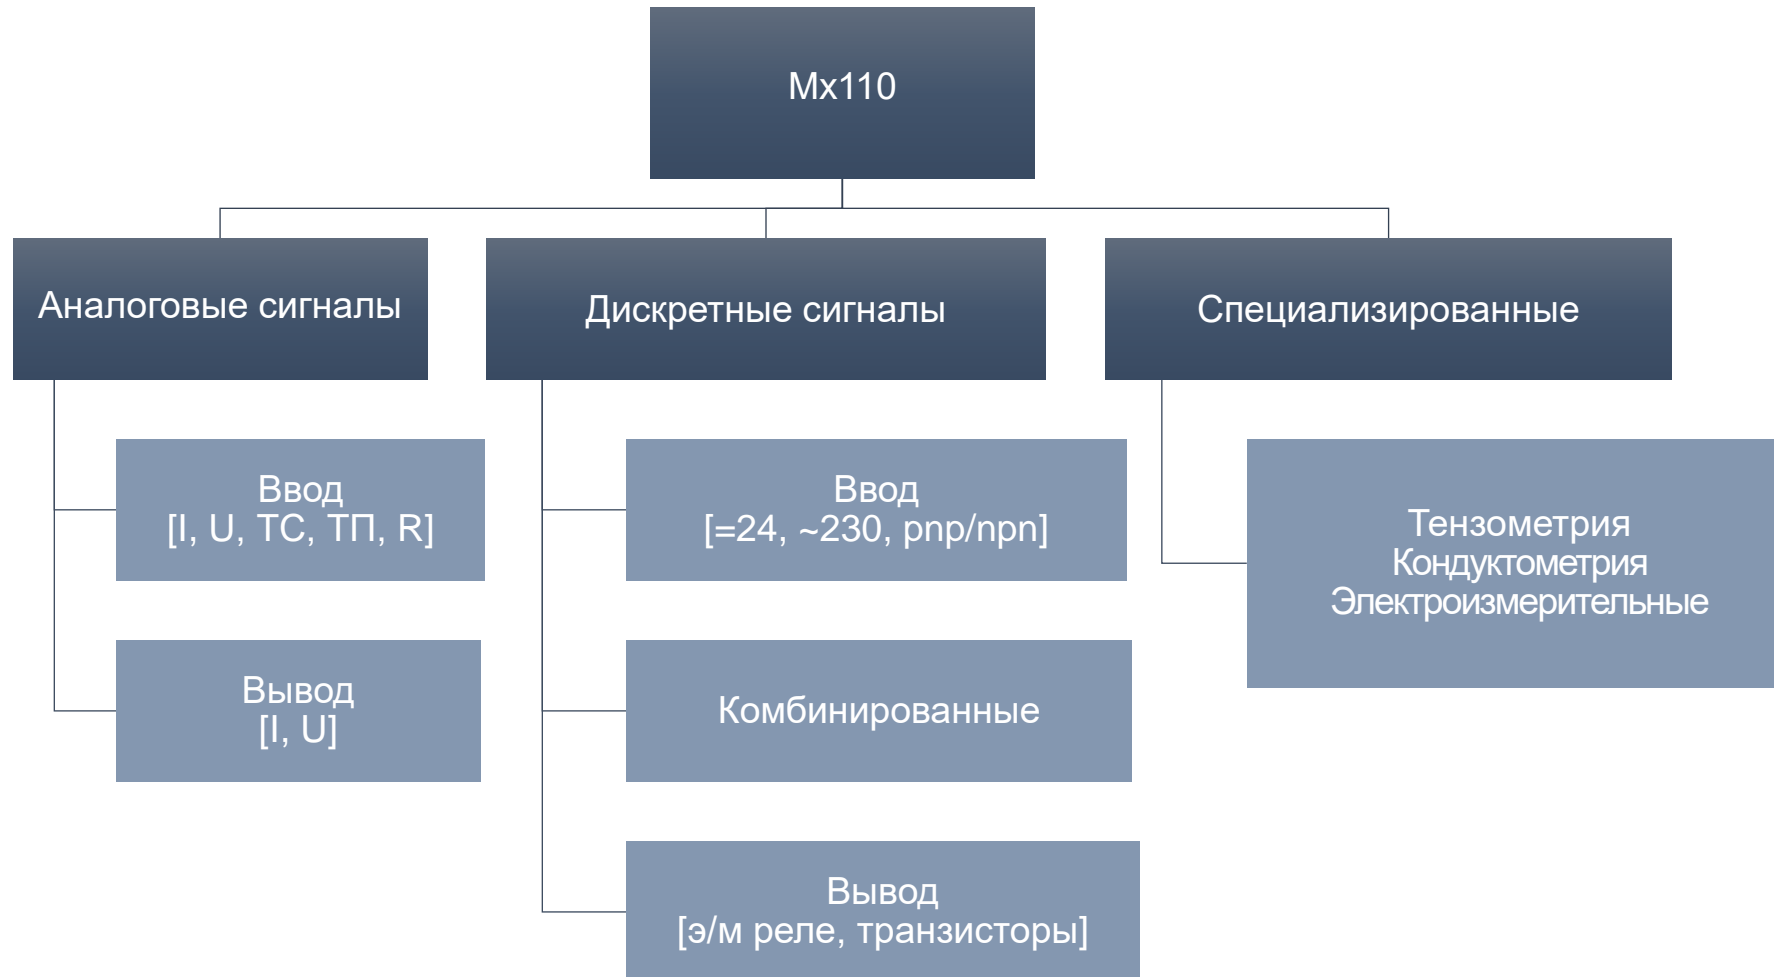 Мх110
Аналоговые сигналы
Дискретные сигналы
Специализированные
Ввод
[I, U, ТС, ТП, R]
Вывод
[I, U]
Ввод
[=24, ~230, pnp/npn]
Комбинированные
Вывод
[э/м реле, транзисторы]
Тензометрия
Кондуктометрия
Электроизмерительные